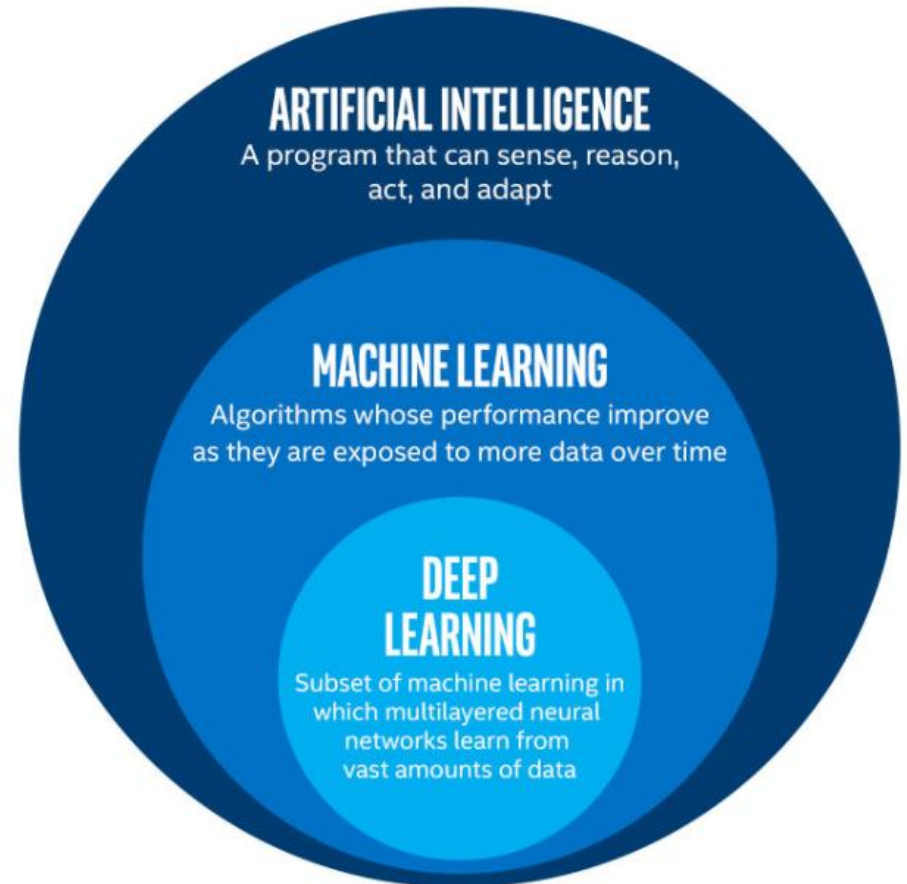 ARTIFICIAL INTELLIGENCE
A program that can sense, reason,
act, and adapt
MACHINE LEARNING
Algorithms whose performance improve
as they are exposed to more data over time
DEEP
LEARNING
Subset of machine learning in
which multilayered neural
networks learn from
vast amounts of data